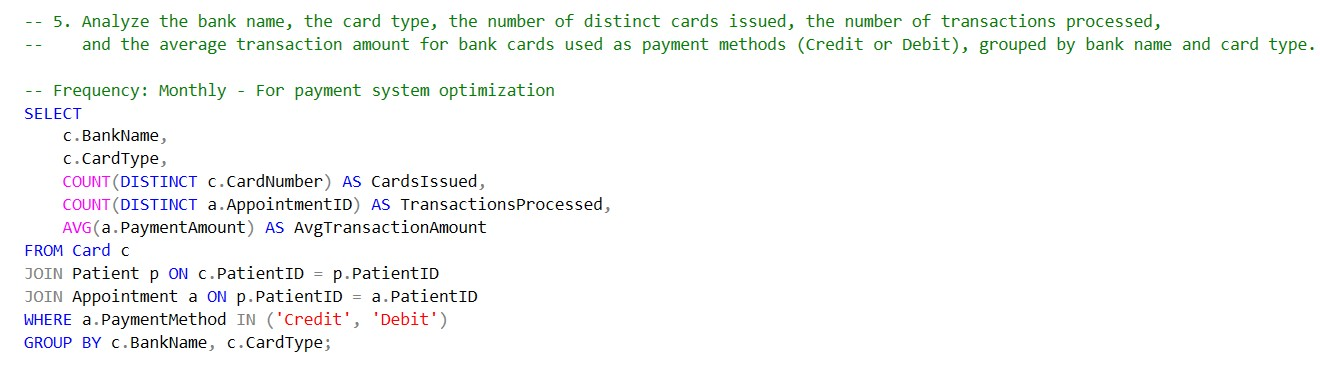 -- 5. Analyze the bank name, the card type, the number of distinct cards issued, the number of transactions processed,
--    and the average transaction amount for bank cards used as payment methods (Credit or Debit), grouped by bank name and card type.
-- Frequency: Monthly - For payment system optimization
SELECT
    c.BankName,
    c.CardType,
    COUNT(DISTINCT c.CardNumber) AS CardsIssued,
    COUNT(DISTINCT a.AppointmentID) AS TransactionsProcessed,
    AVG(a.PaymentAmount) AS AvgTransactionAmount
FROM Card c
JOIN Patient p ON c.PatientID = p.PatientID
JOIN Appointment a ON p.PatientID = a.PatientID
WHERE a.PaymentMethod IN ('Credit', 'Debit')
GROUP BY c.BankName, c.CardType;